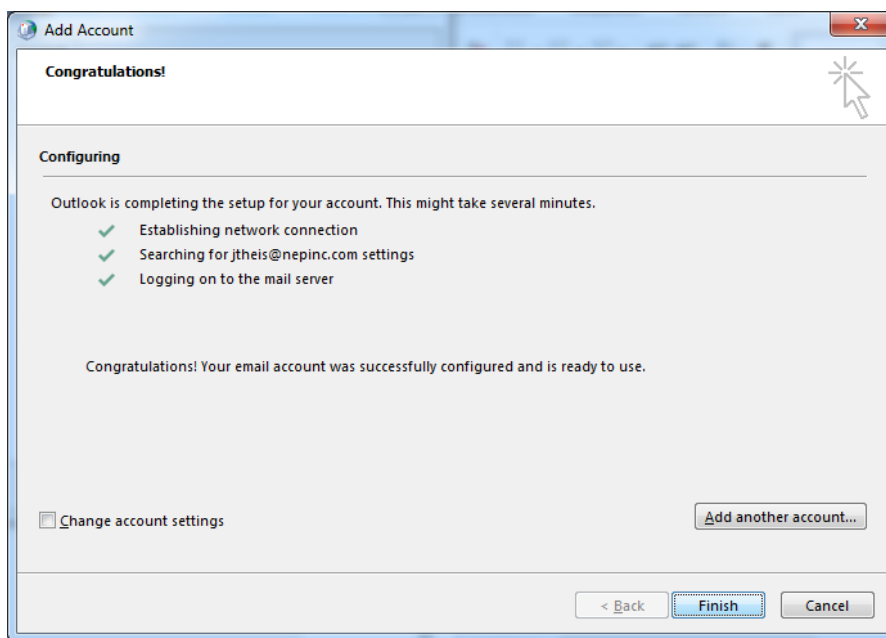 Add Account
Congratulations!
Configuring
Outlook is completing the setup for your account. This might take several minutes.
Establishing network connection
Searching for jtheis@nepinc.com settings
Logging on to the mail server
Congratulations! Your email account was successfully configured and is ready to use.
Change account settings
Add another account...
< Back
Finish
Cancel